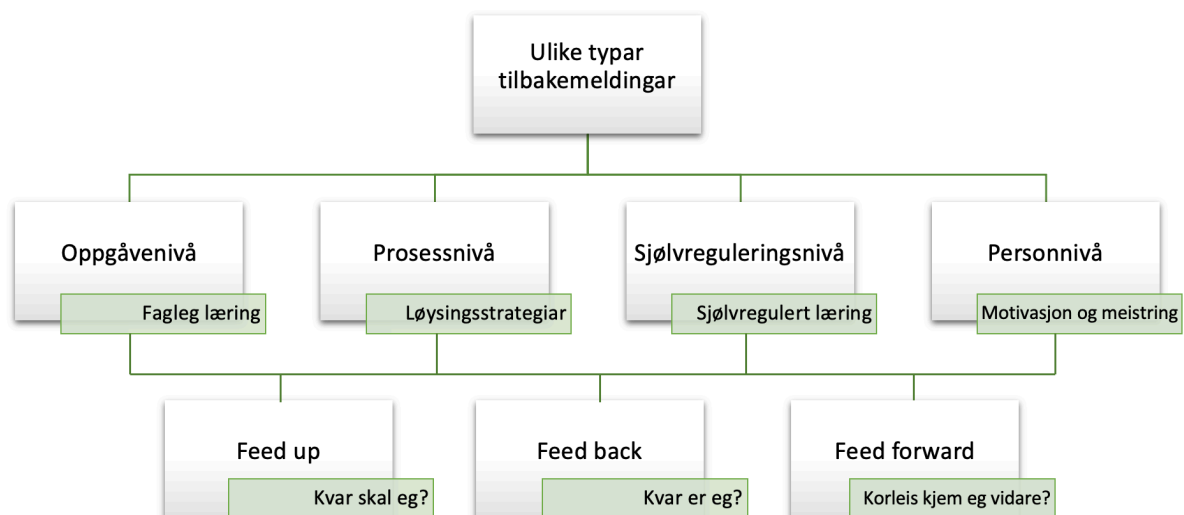 Ulike typar
tilbakemeldingar
Oppgåvenivå
Fagleg læring
Prosessnivå
Løysingsstrategiar
Sjølvreguleringsnivå
Sjølvregulert læring
Personnivå
Motivasjon og meistring
Feed up
Kvar skal eg?
Feed back
Kvar er eg?
Feed forward
Korleis kjem eg vidare?